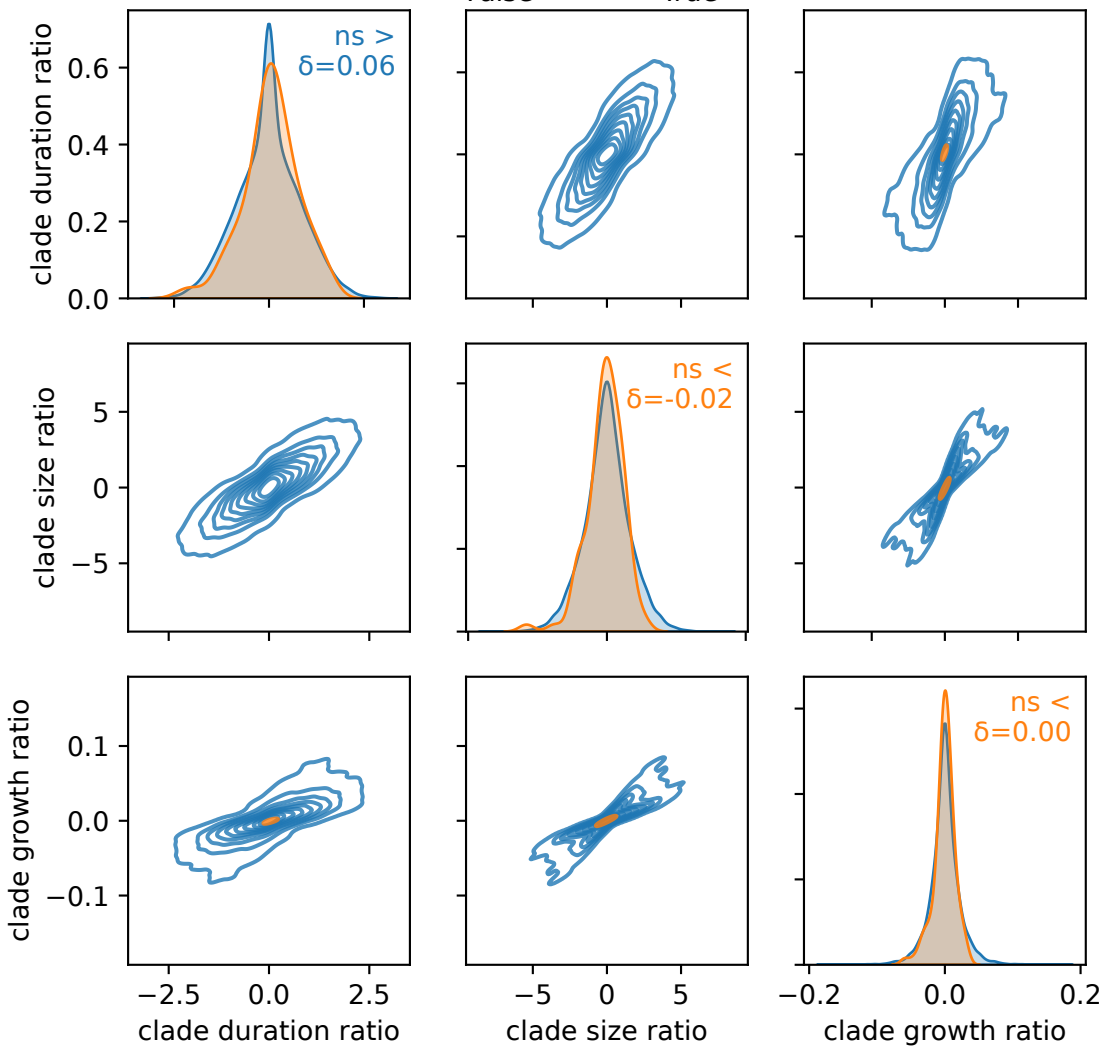 True
clade duration ratio
0.6
0.4
0.2
0.0
ns >
δ=0.06
clade size ratio
5
0
−5
ns <
δ=-0.02
clade growth ratio
0.1
0.0
−0.1
ns <
δ=0.00
−2.5 0.0 2.5
clade duration ratio
−5 0 5
clade size ratio
−0.2 0.0 0.2
clade growth ratio